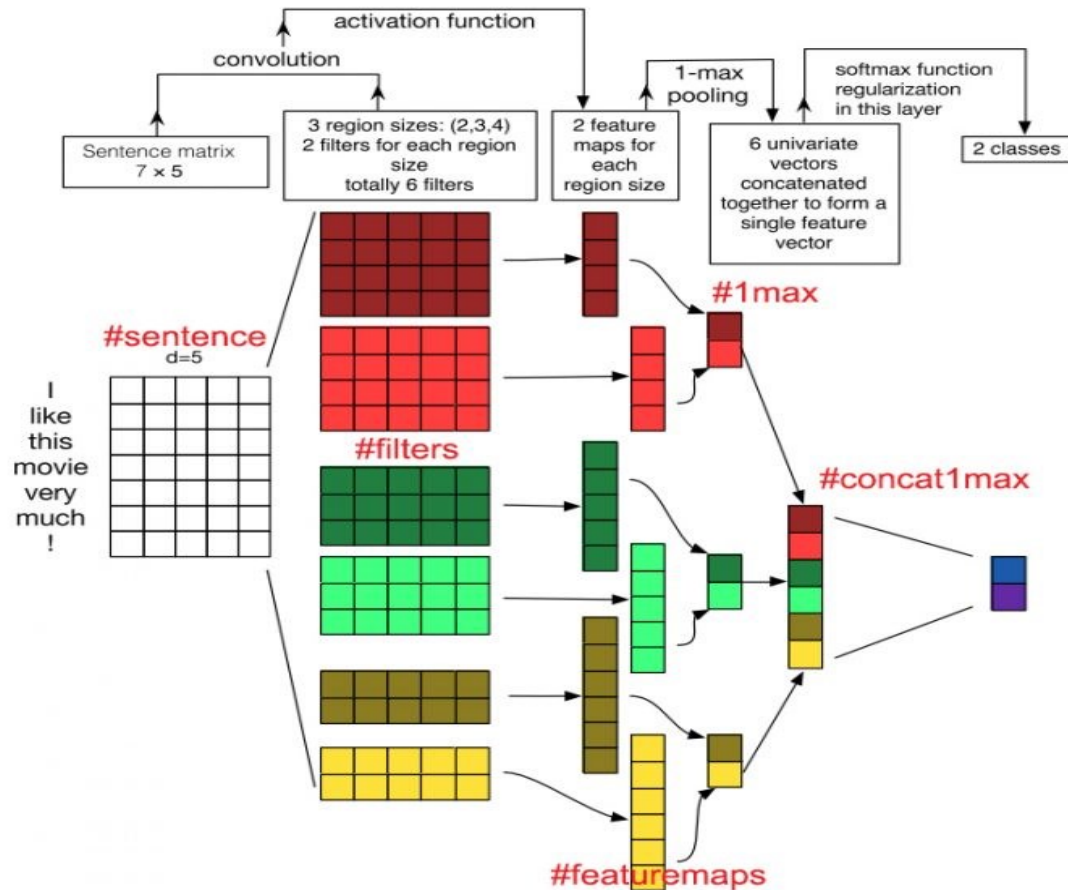 activation function
convolution
1-max
pooling
softmax function
regularization
in this layer
Sentence matrix
7 × 5
3 region sizes: (2,3,4)
2 filters for each region
size
totally 6 filters
2 feature
maps for
each
region size
6 univariate
vectors
concatenated
together to form a
single feature
vector
2 classes
#1max
#sentence
d=5
I
like
this
movie
very
much
!
#filters
#concat1max
#featuremaps